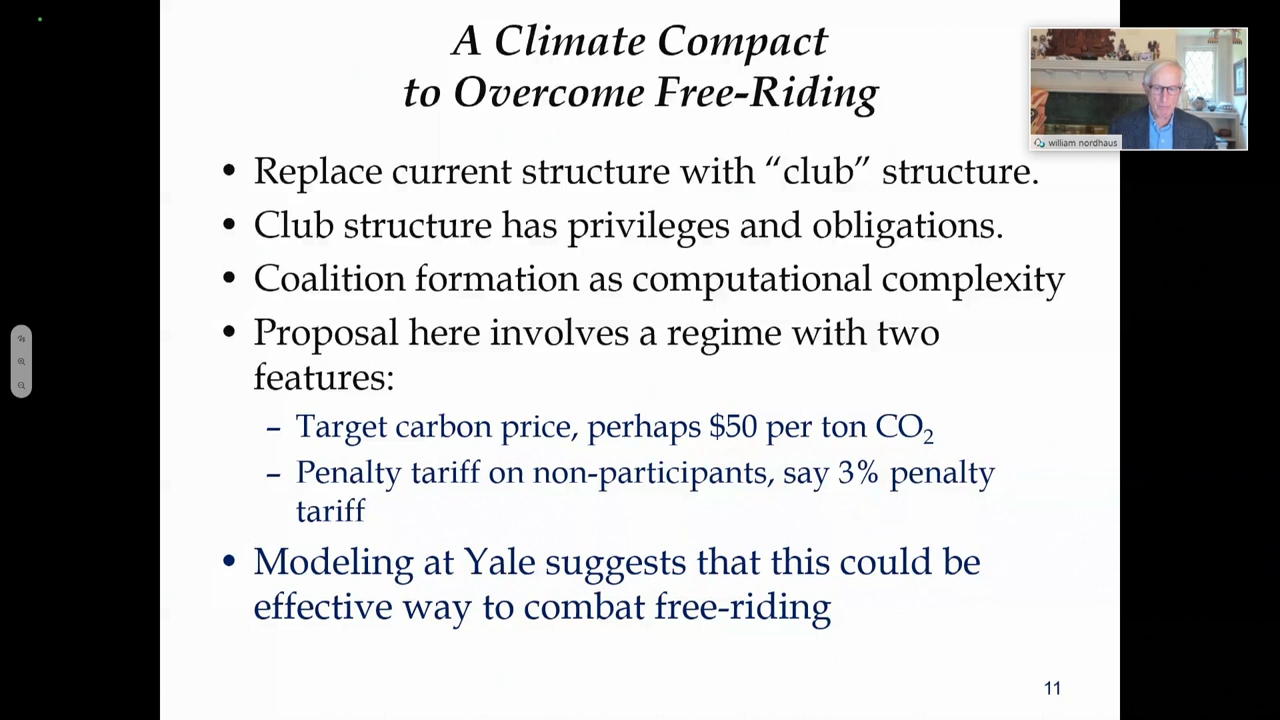 A Climate Compact
to Overcome Free-Riding
william nordhaus
• Replace current structure with “club” structure.
• Club structure has privileges and obligations.
• Coalition formation as computational complexity
• Proposal here involves a regime with two
features:
– Target carbon price, perhaps $50 per ton CO₂
– Penalty tariff on non-participants, say 3% penalty
tariff
• Modeling at Yale suggests that this could be
effective way to combat free-riding
11